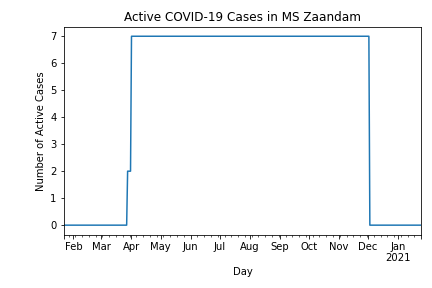 Active COVID-19 Cases in MS Zaandam
Number of Active Cases
7
6
5
4
3
2
1
0
Feb Mar Apr May Jun Jul Aug Sep Oct Nov Dec Jan
2021
Day